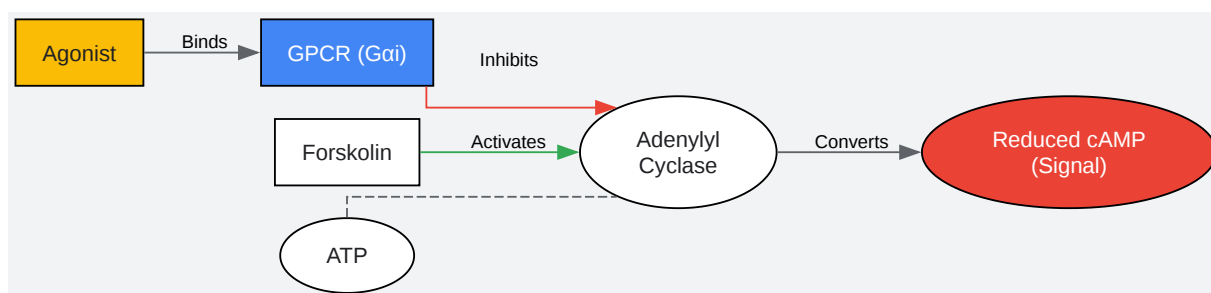 Agonist
Binds
GPCR (Gαi)
Inhibits
Forskolin
Activates
Adenylyl
Cyclase
Converts
Reduced cAMP
(Signal)
ATP